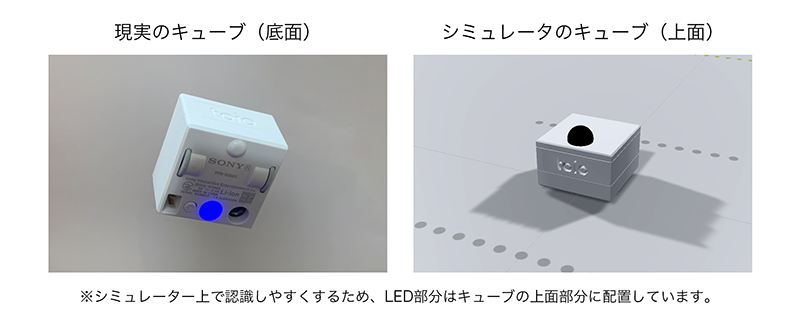 現実のキューブ（底面）
シミュレータのキューブ（上面）
toio
SONY
Li-ion
toio
※シミュレーター上で認識しやすくするため、LED部分はキューブの上面部分に配置しています。